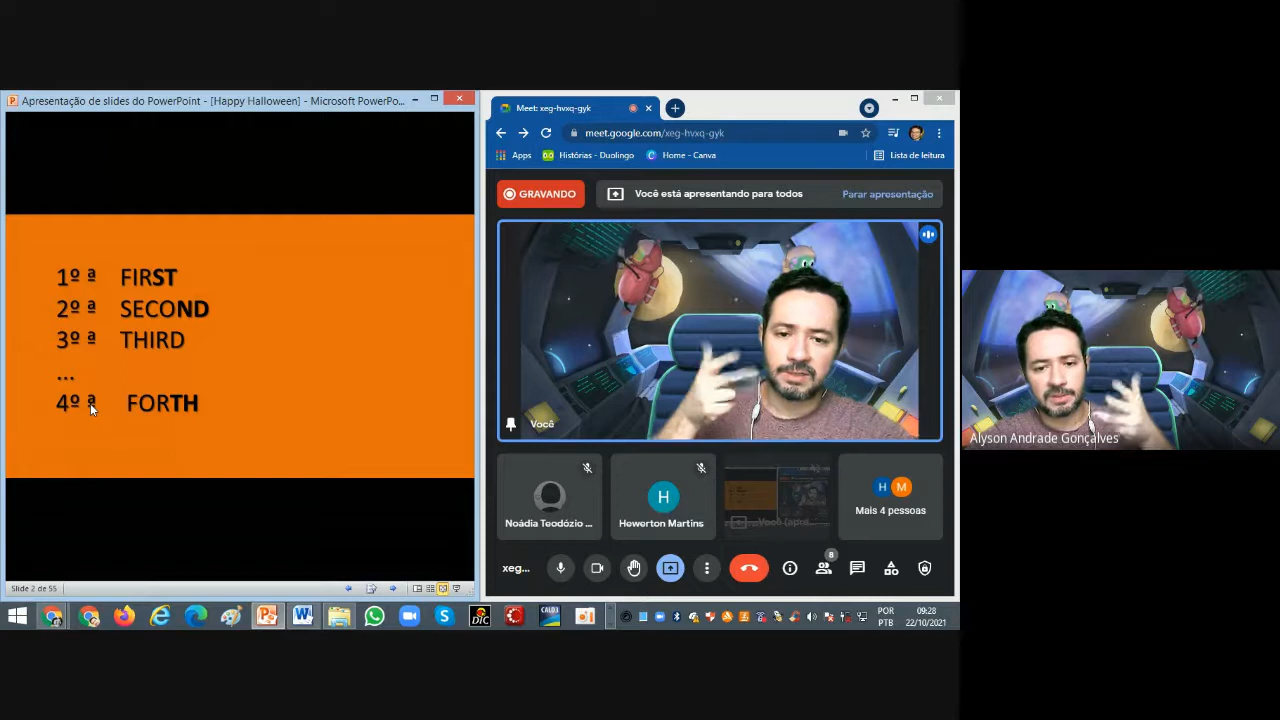 Apresentação de slides do PowerPoint - [Happy Halloween] - Microsoft PowerPo...
1º ª FIRST
2º ª SECOND
3º ª THIRD
...
4º ª FORTH
Slide 2 de 55
Meet: xeg-hvxq-gyk
meet.google.com/xeg-hvxq-gyk
Apps
Histórias - Duolingo
Home - Canva
Lista de leitura
GRAVANDO
Você está apresentando para todos
Parar apresentação
Você
Noádia Teodózio ...
H
Hewerton Martins
H M
Mais 4 pessoas
xeg...
8
Alyson Andrade Gonçalves
DIC
POR
PTB
09:28
22/10/2021